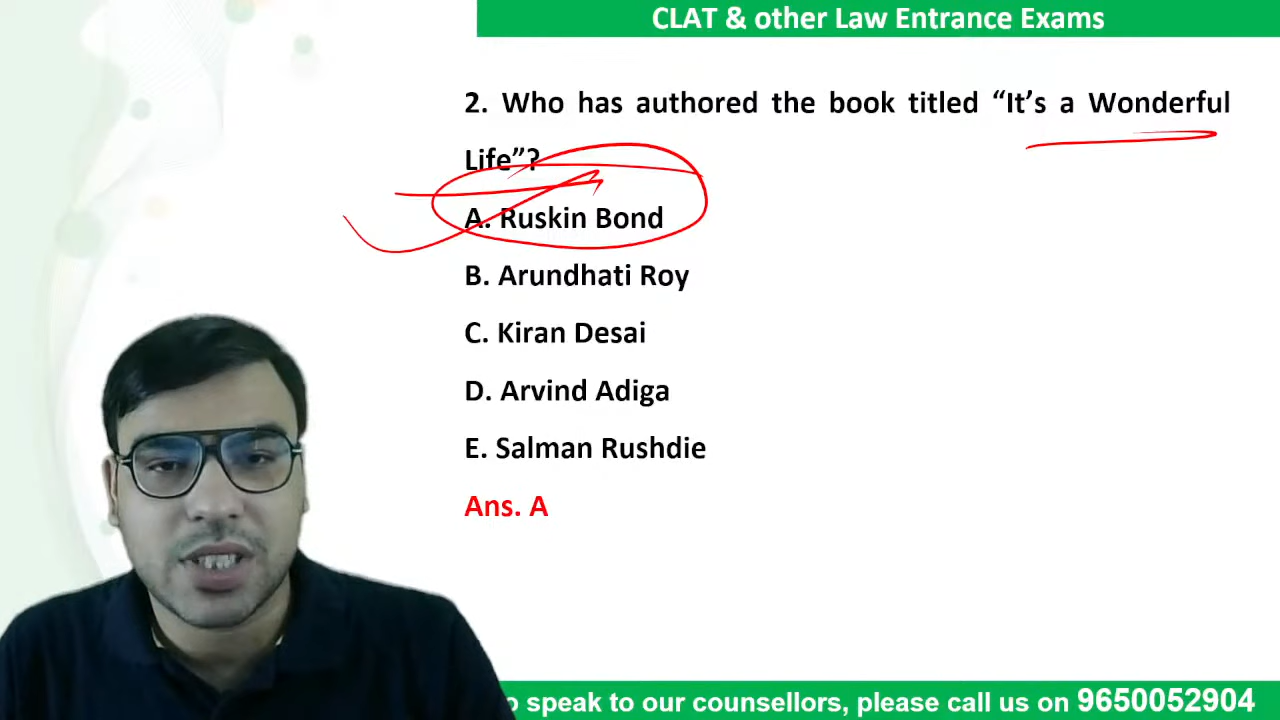 CLAT & other Law Entrance Exams
2. Who has authored the book titled “It’s a Wonderful
Life”?
A. Ruskin Bond
B. Arundhati Roy
C. Kiran Desai
D. Arvind Adiga
E. Salman Rushdie
Ans. A
speak to our counsellors, please call us on 9650052904